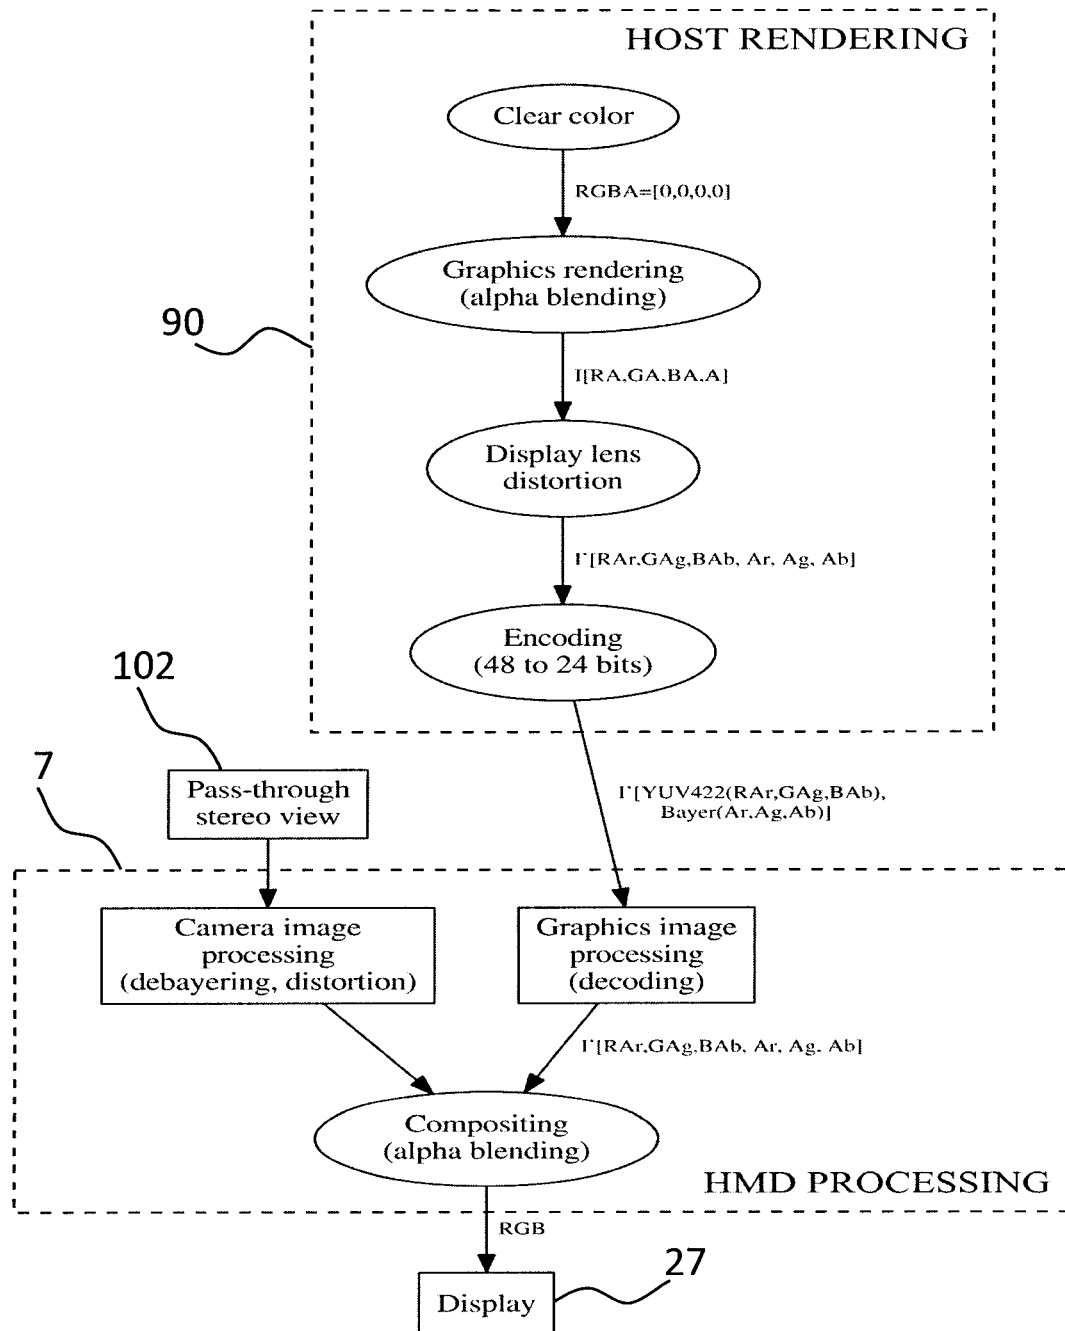 HOST RENDERING
Clear color
RGBA=[0,0,0,0]
Graphics rendering
(alpha blending)
90
I[RA,GA,BA,A]
Display lens
distortion
I'[RAr,GAg,BAb, Ar, Ag, Ab]
Encoding
(48 to 24 bits)
102
7
Pass-through
stereo view
I'[YUV422(RAr,GAg,BAb),
Bayer(Ar,Ag,Ab)]
Camera image
processing
(debayering, distortion)
Graphics image
processing
(decoding)
I'[RAr,GAg,BAb, Ar, Ag, Ab]
Compositing
(alpha blending)
HMD PROCESSING
RGB
27
Display